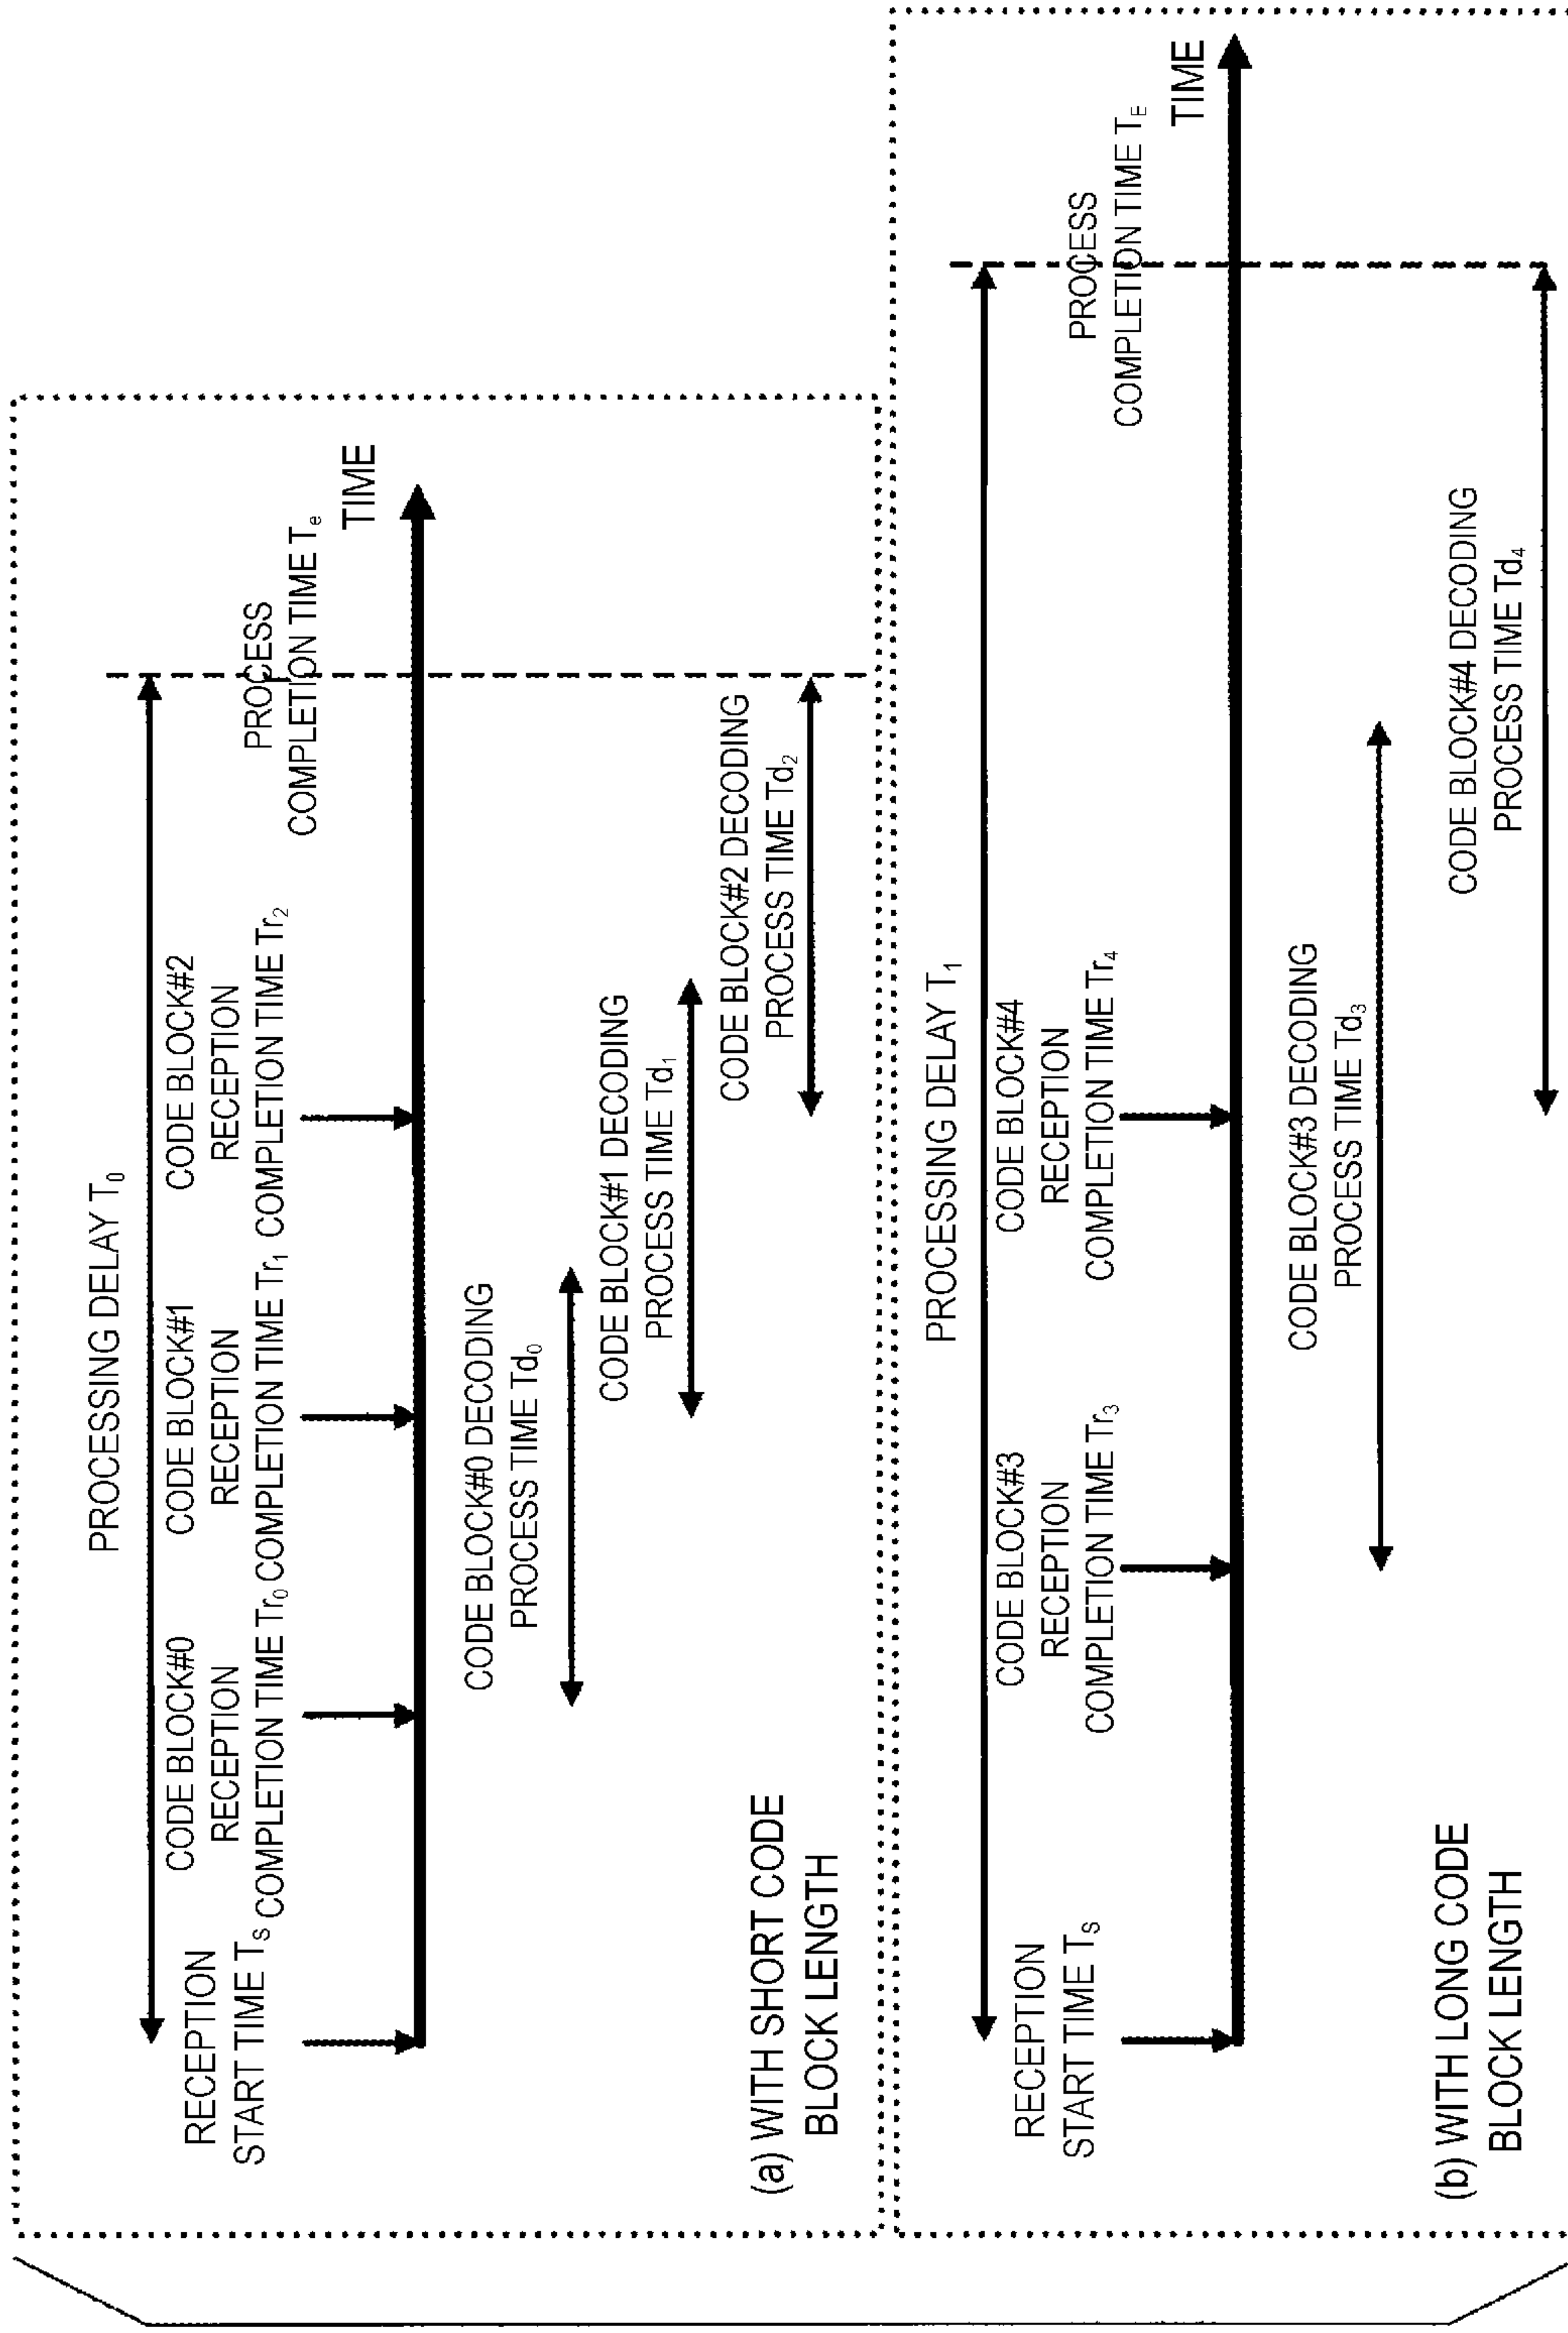 PROCESSING DELAY T0
RECEPTION
START TIME TS
CODE BLOCK#0
RECEPTION
COMPLETION TIME Tr0
CODE BLOCK#1
RECEPTION
COMPLETION TIME Tr1
CODE BLOCK#2
RECEPTION
COMPLETION TIME Tr2
PROCESS
COMPLETION TIME Te
TIME
CODE BLOCK#0 DECODING
PROCESS TIME Td0
CODE BLOCK#1 DECODING
PROCESS TIME Td1
CODE BLOCK#2 DECODING
PROCESS TIME Td2
(a) WITH SHORT CODE
BLOCK LENGTH
PROCESSING DELAY T1
RECEPTION
START TIME TS
CODE BLOCK#3
RECEPTION
COMPLETION TIME Tr3
CODE BLOCK#4
RECEPTION
COMPLETION TIME Tr4
PROCESS
COMPLETION TIME TE
TIME
CODE BLOCK#3 DECODING
PROCESS TIME Td3
CODE BLOCK#4 DECODING
PROCESS TIME Td4
(b) WITH LONG CODE
BLOCK LENGTH